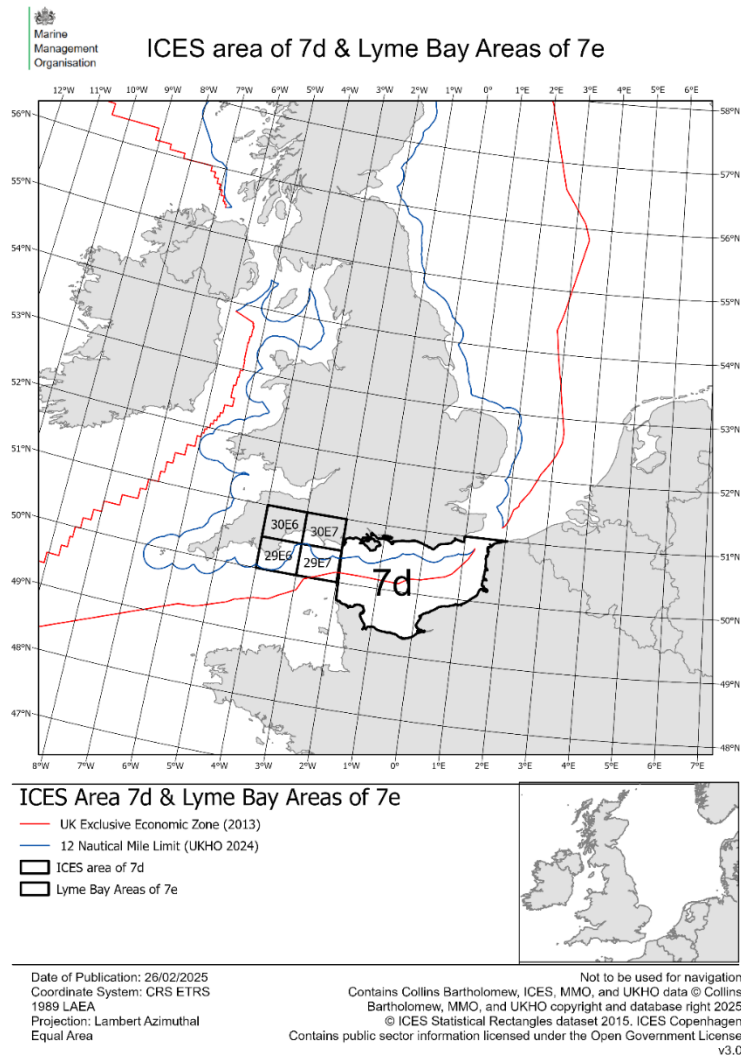 Marine
Management
Organisation
ICES area of 7d & Lyme Bay Areas of 7e
12°W 11°W 10°W 9°W 8°W 7°W 6°W 5°W 4°W 3°W 2°W 1°W 0° 1°E 2°E 3°E
56°N
55°N
54°N
53°N
52°N
51°N
50°N
49°N
48°N
47°N
58°N
57°N
56°N
55°N
54°N
53°N
52°N
51°N
50°N
49°N
48°N
30E6
30E7
29E6
29E7
7d
8°W 7°W 6°W 5°W 4°W 3°W 2°W 1°W 0° 1°E 2°E 3°E 4°E 5°E 6°E 7°E
ICES Area 7d & Lyme Bay Areas of 7e
UK Exclusive Economic Zone (2013)
12 Nautical Mile Limit (UKHO 2024)
ICES area of 7d
Lyme Bay Areas of 7e
Date of Publication: 26/02/2025
Coordinate System: CRS ETRS
1989 LAEA
Projection: Lambert Azimuthal
Equal Area
Not to be used for navigation
Contains Collins Bartholomew, ICES, MMO, and UKHO data © Collins
Bartholomew, MMO, and UKHO copyright and database right 2025
© ICES Statistical Rectangles dataset 2015. ICES Copenhagen
Contains public sector information licensed under the Open Government License
v3.0